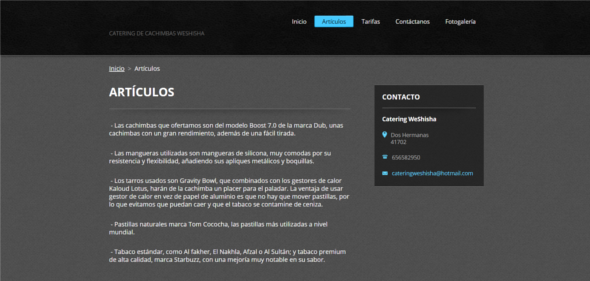 Inicio Artículos Tarifas Contáctanos Fotogalería
CATERING DE CACHIMBAS WESHISHA
Inicio > Artículos
ARTÍCULOS
- Las cachimbas que ofertamos son del modelo Boost 7.0 de la marca Dub, unas
cachimbas con un gran rendimiento, además de una fácil tirada.
- Las mangueras utilizadas son mangueras de silicona, muy comodas por su
resistencia y flexibilidad, añadiendo sus apliques metálicos y boquillas.
- Los tarros usados son Gravity Bowl, que combinados con los gestores de calor
Kaloud Lotus, harán de la cachimba un placer para el paladar. La ventaja de usar
gestor de calor en vez de papel de aluminio es que no hay que mover pastillas, por
lo que evitamos que puedan caer y que el tabaco se contamine de ceniza.
- Pastillas naturales marca Tom Cococha, las pastillas más utilizadas a nivel
mundial.
- Tabaco estándar, como Al fakher, El Nakhla, Afzal o Al Sultán; y tabaco premium
de alta calidad, marca Starbuzz, con una mejoría muy notable en su sabor.
CONTACTO
Catering WeShisha
Dos Hermanas
41702
656582950
cateringweshisha@hotmail.com